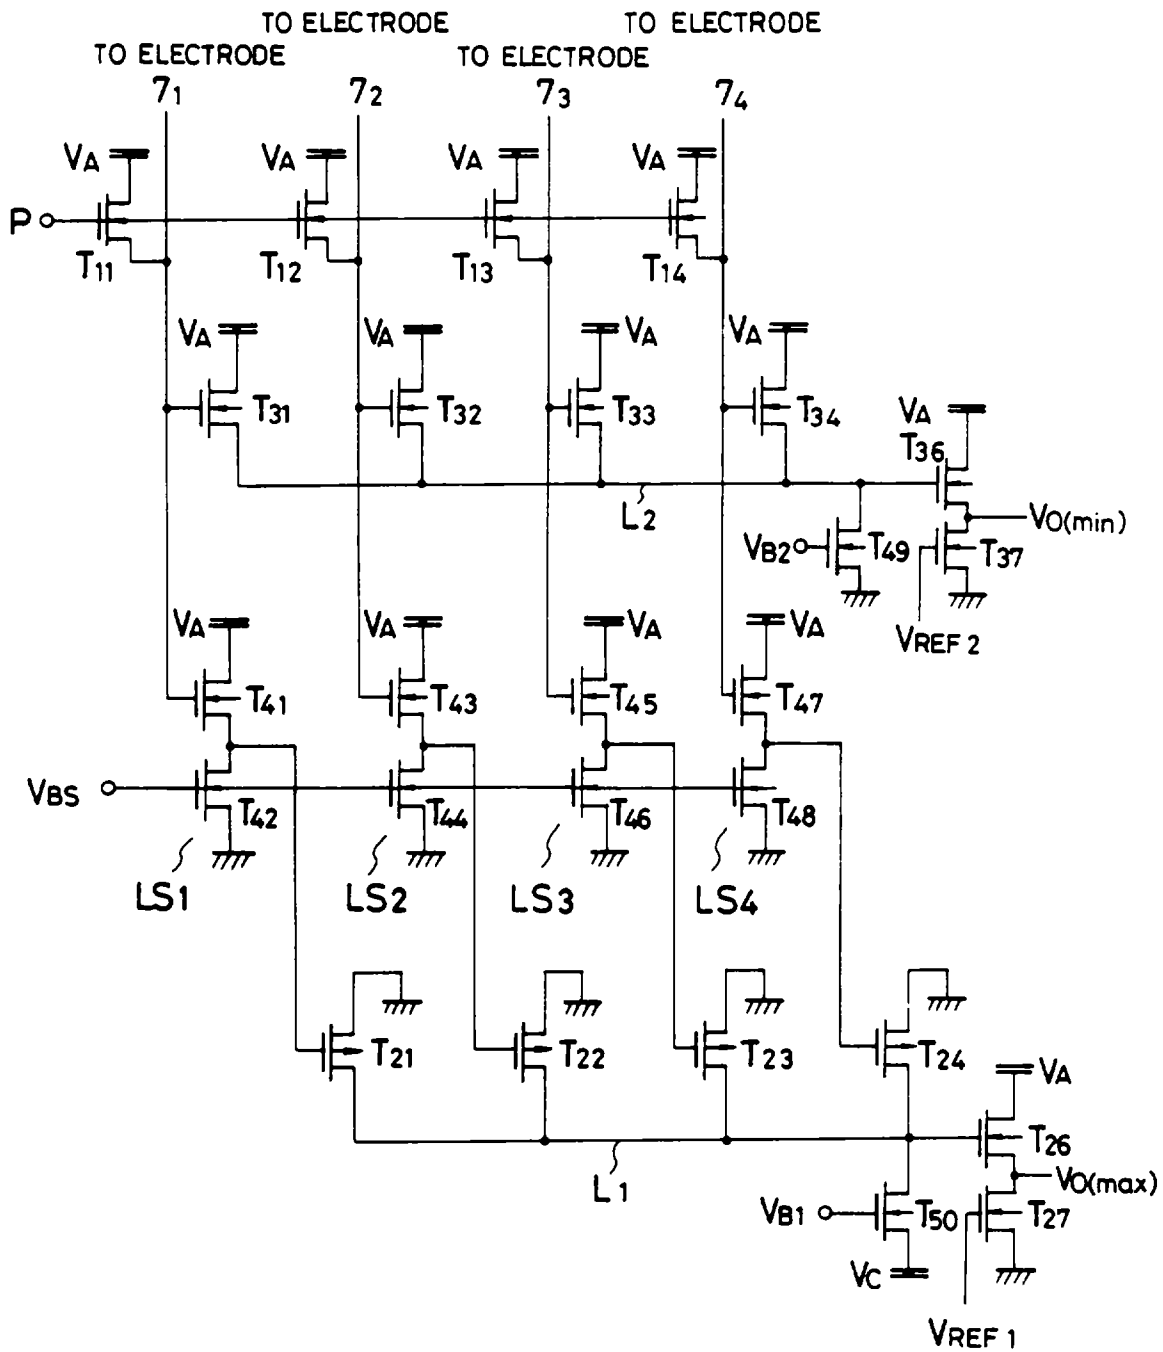 TO ELECTRODE TO ELECTRODE
TO ELECTRODE TO ELECTRODE
71 72 73 74
VA VA VA VA
P
T11 T12 T13 T14
VA VA VA VA
T31 T32 T33 T34
VA
T36
L2
VO(min)
VB2 T49 T37
VREF 2
VA VA VA VA
T41 T43 T45 T47
VBS
T42 T44 T46 T48
LS1 LS2 LS3 LS4
T21 T22 T23 T24
VA
T26
L1
VO(max)
VB1 T50 T27
VC
VREF 1